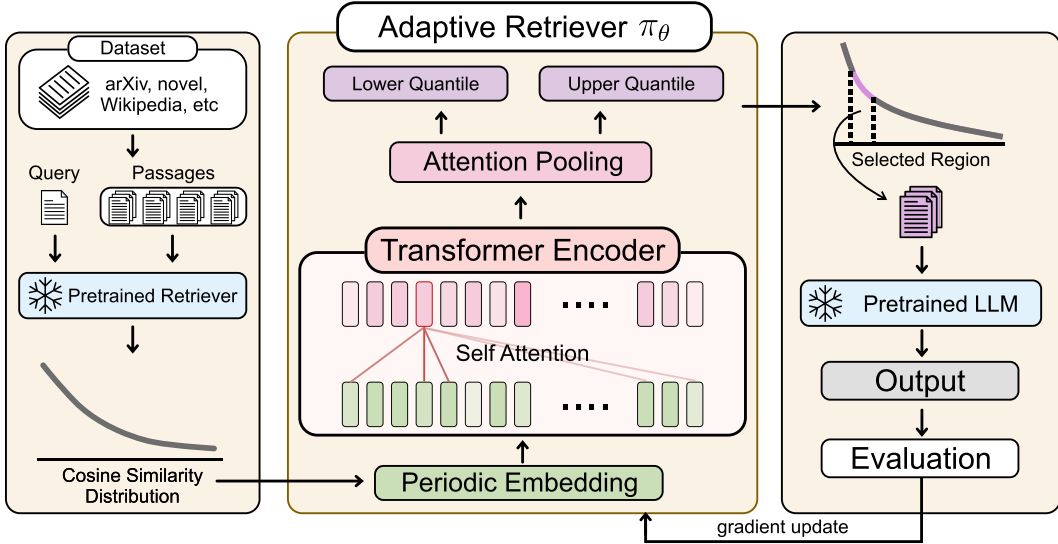 Dataset
arXiv, novel,
Wikipedia, etc
Query
Passages
Pretrained Retriever
Cosine Similarity
Distribution
Adaptive Retriever π_θ
Lower Quantile
Upper Quantile
Attention Pooling
Transformer Encoder
....
Self Attention
....
Periodic Embedding
Selected Region
Pretrained LLM
Output
Evaluation
gradient update